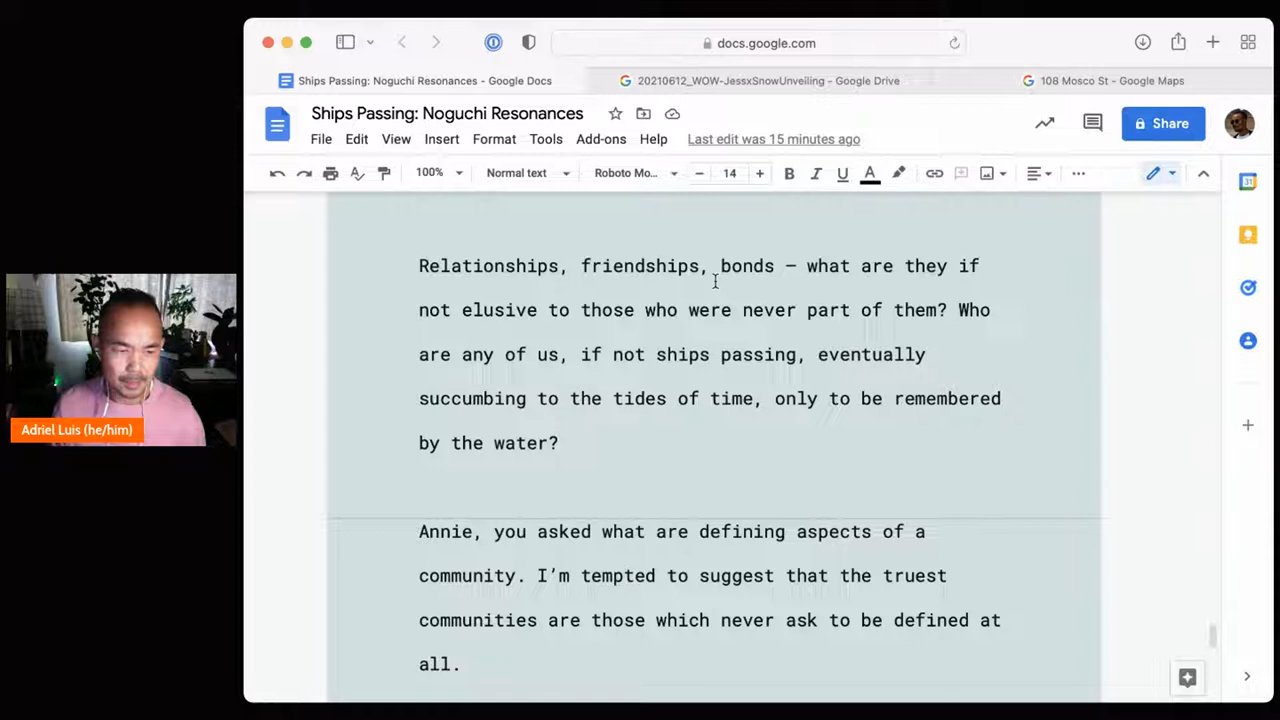 docs.google.com
Ships Passing: Noguchi Resonances - Google Docs
20210612_WOW-JessxSnowUnveiling - Google Drive
108 Mosco St - Google Maps
Ships Passing: Noguchi Resonances
Share
File Edit View Insert Format Tools Add-ons Help Last edit was 15 minutes ago
100% Normal text Roboto Mo... − 14 + B I U A
31
Relationships, friendships, bonds — what are they if
not elusive to those who were never part of them? Who
are any of us, if not ships passing, eventually
succumbing to the tides of time, only to be remembered
by the water?
Annie, you asked what are defining aspects of a
community. I’m tempted to suggest that the truest
communities are those which never ask to be defined at
all.
Adriel Luis (he/him)